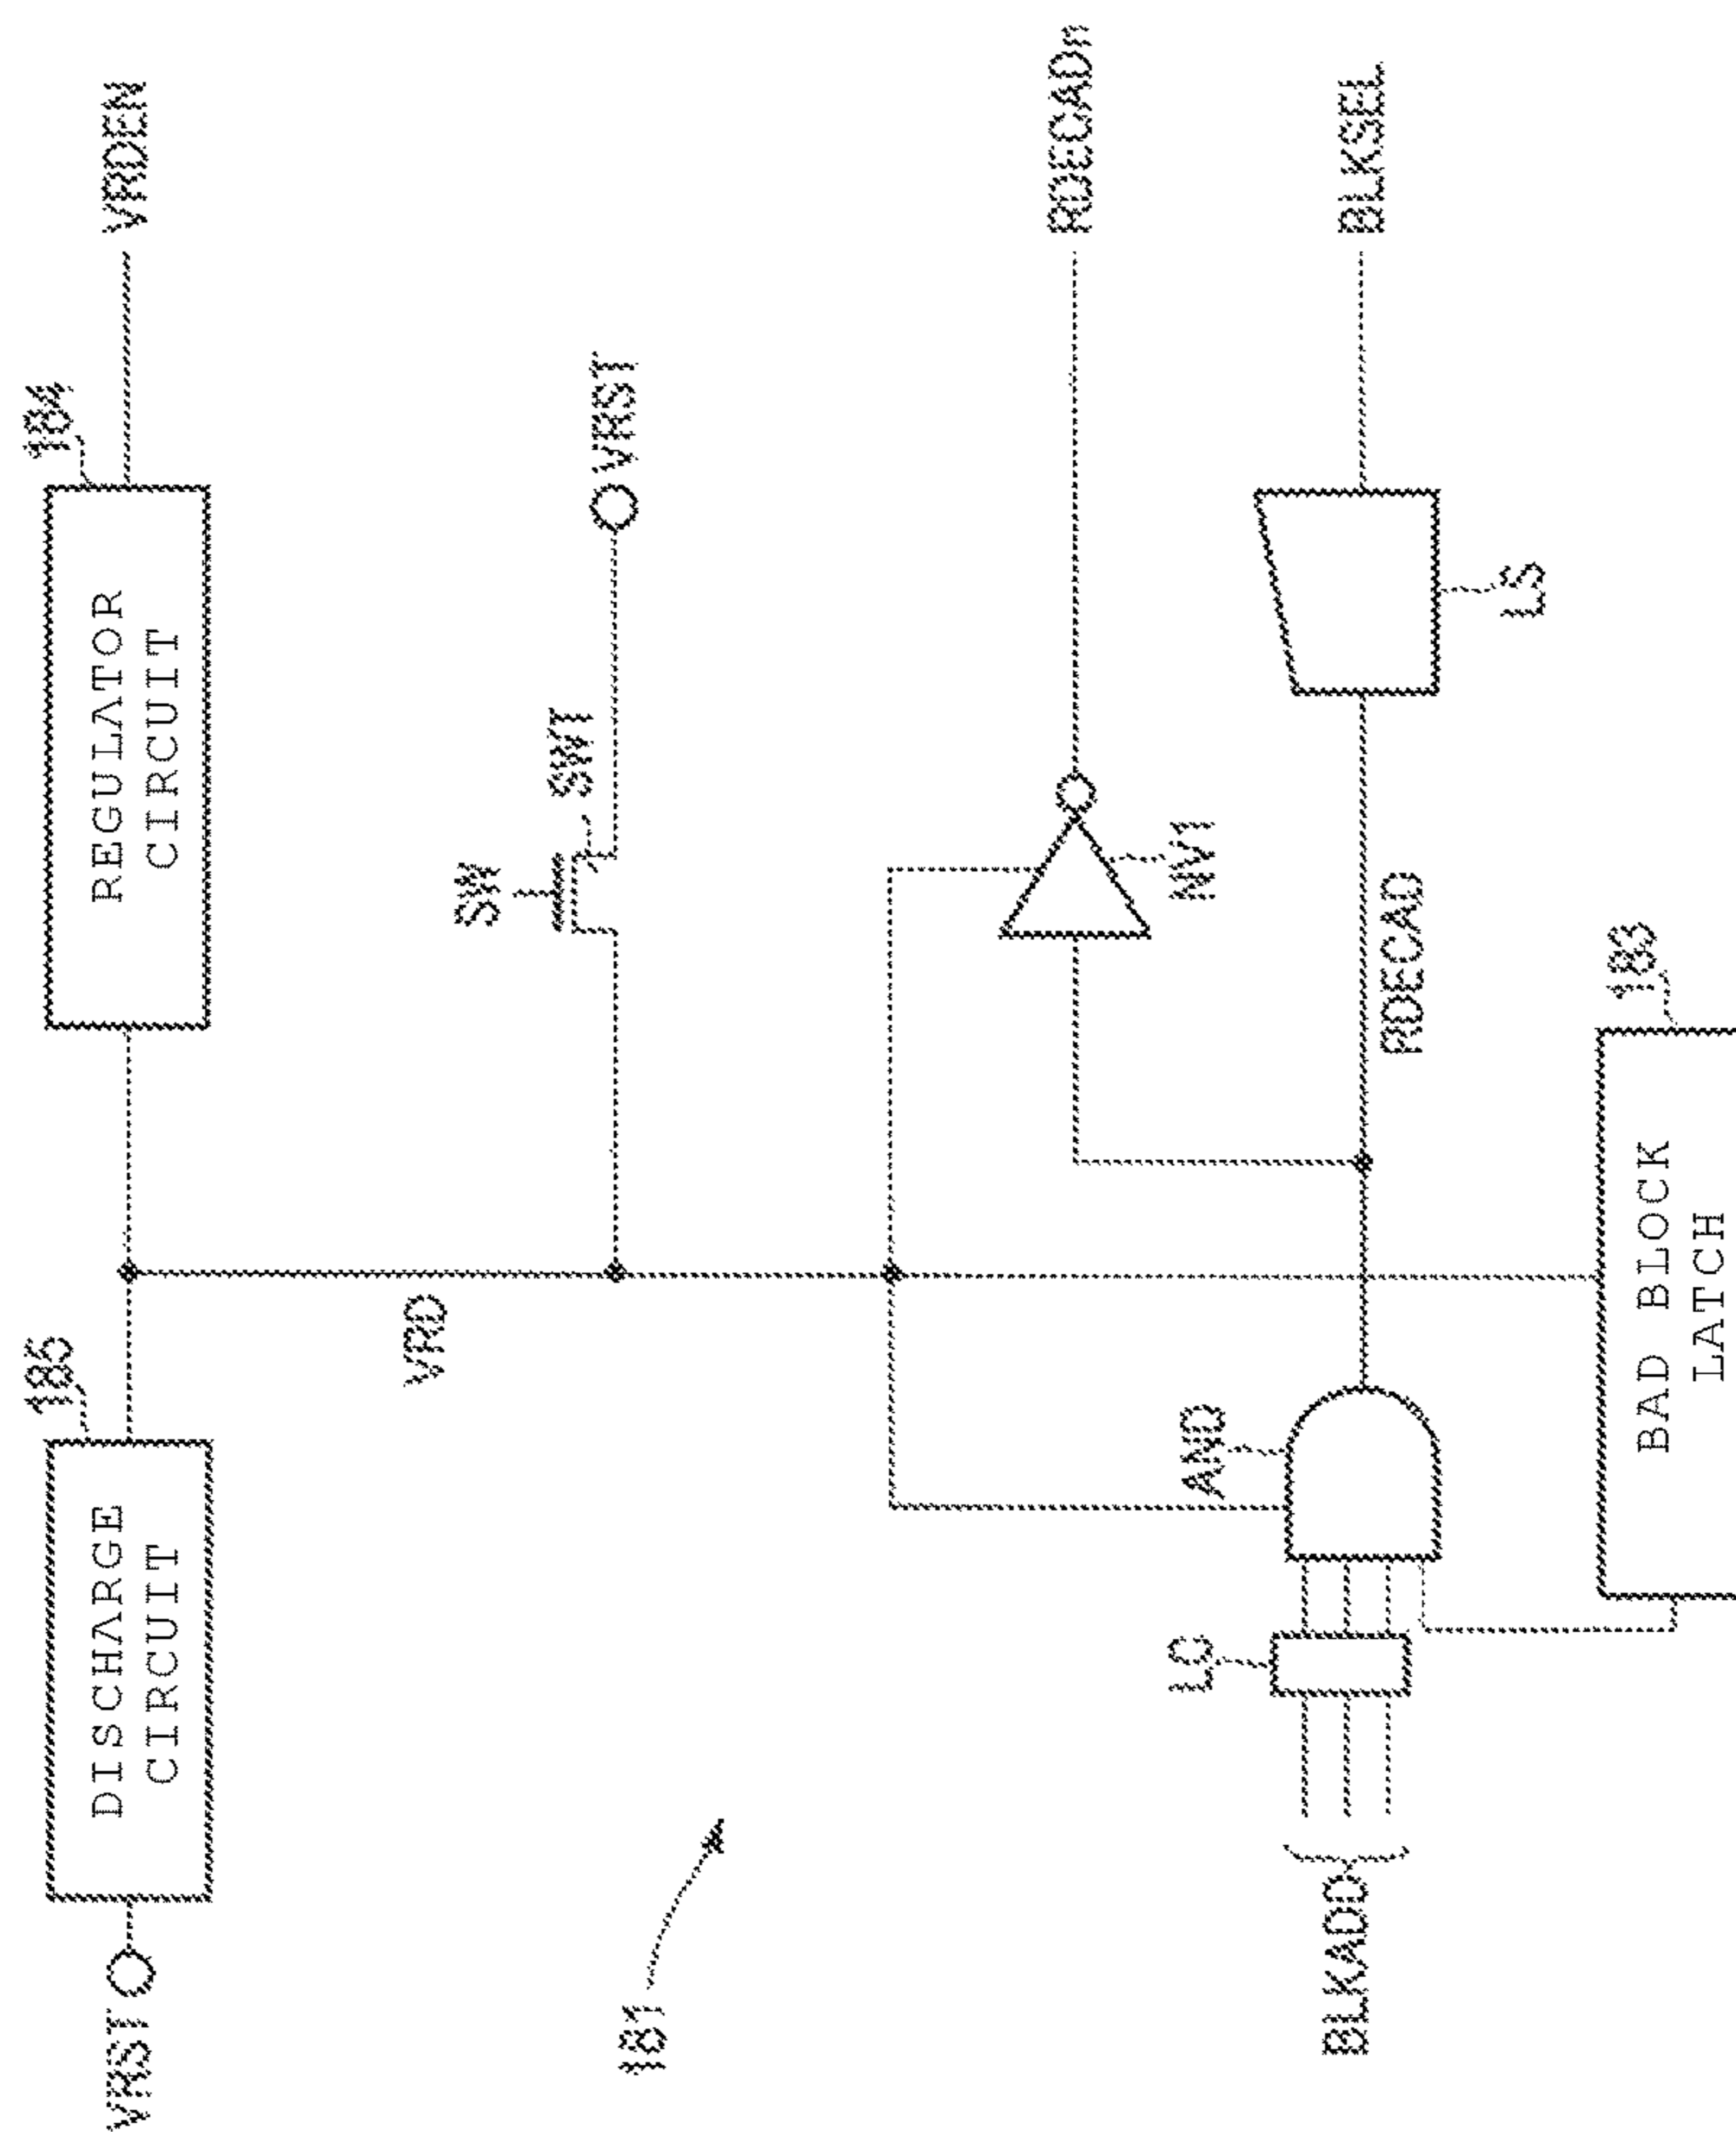 VRST
DISCHARGE
CIRCUIT
185
REGULATOR
CIRCUIT
184
VRDEN
VRD
SW
SWT
VRST
181
NV1
RDECADn
BLKADD
LC
AND
RDECAD
LS
BLKSEL
BAD BLOCK
LATCH
183